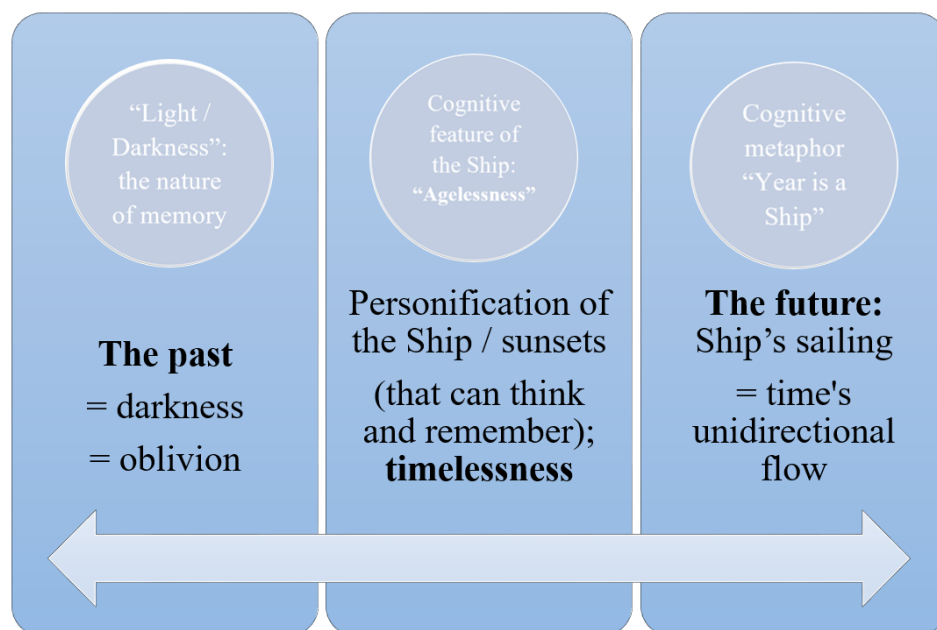 “Light /
Darkness”:
the nature
of memory
The past
= darkness
= oblivion
Cognitive
feature of
the Ship:
“Agelessness”
Personification of
the Ship / sunsets
(that can think
and remember);
timelessness
Cognitive
metaphor
“Year is a
Ship”
The future:
Ship’s sailing
= time's
unidirectional
flow